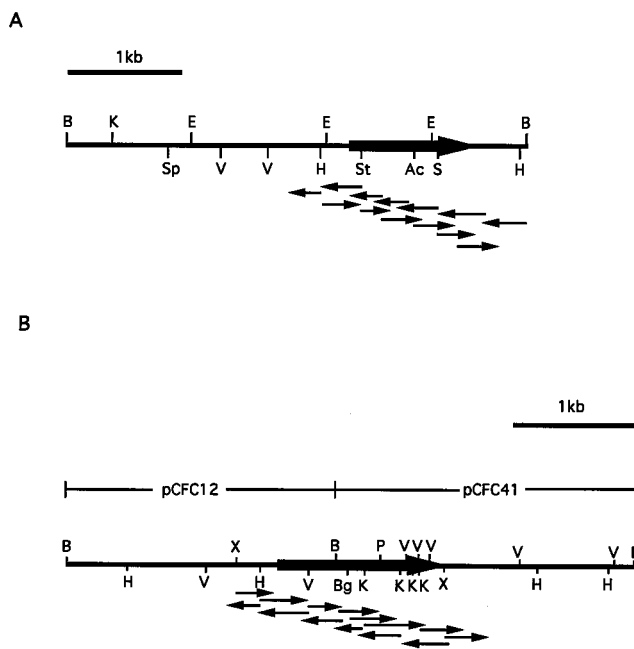 A
1kb
B K E E E B
Sp V V H St Ac S H
B
1kb
pCFC12 pCFC41
B X B P V V V V V
H V H V Bg K K K K X H H